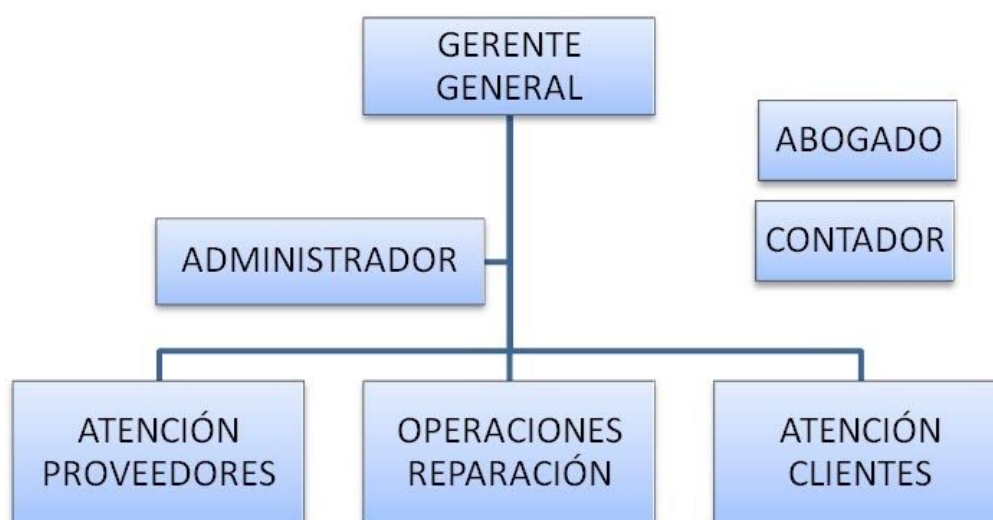 GERENTE
GENERAL
ABOGADO
CONTADOR
ADMINISTRADOR
ATENCIÓN
PROVEEDORES
OPERACIONES
REPARACIÓN
ATENCIÓN
CLIENTES